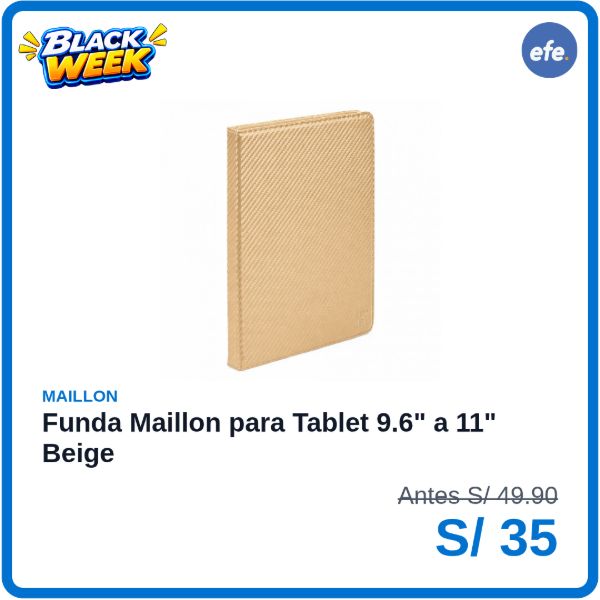 BLACK
WEEK
efe.
MAILLON
Funda Maillon para Tablet 9.6" a 11"
Beige
Antes S/ 49.90
S/ 35